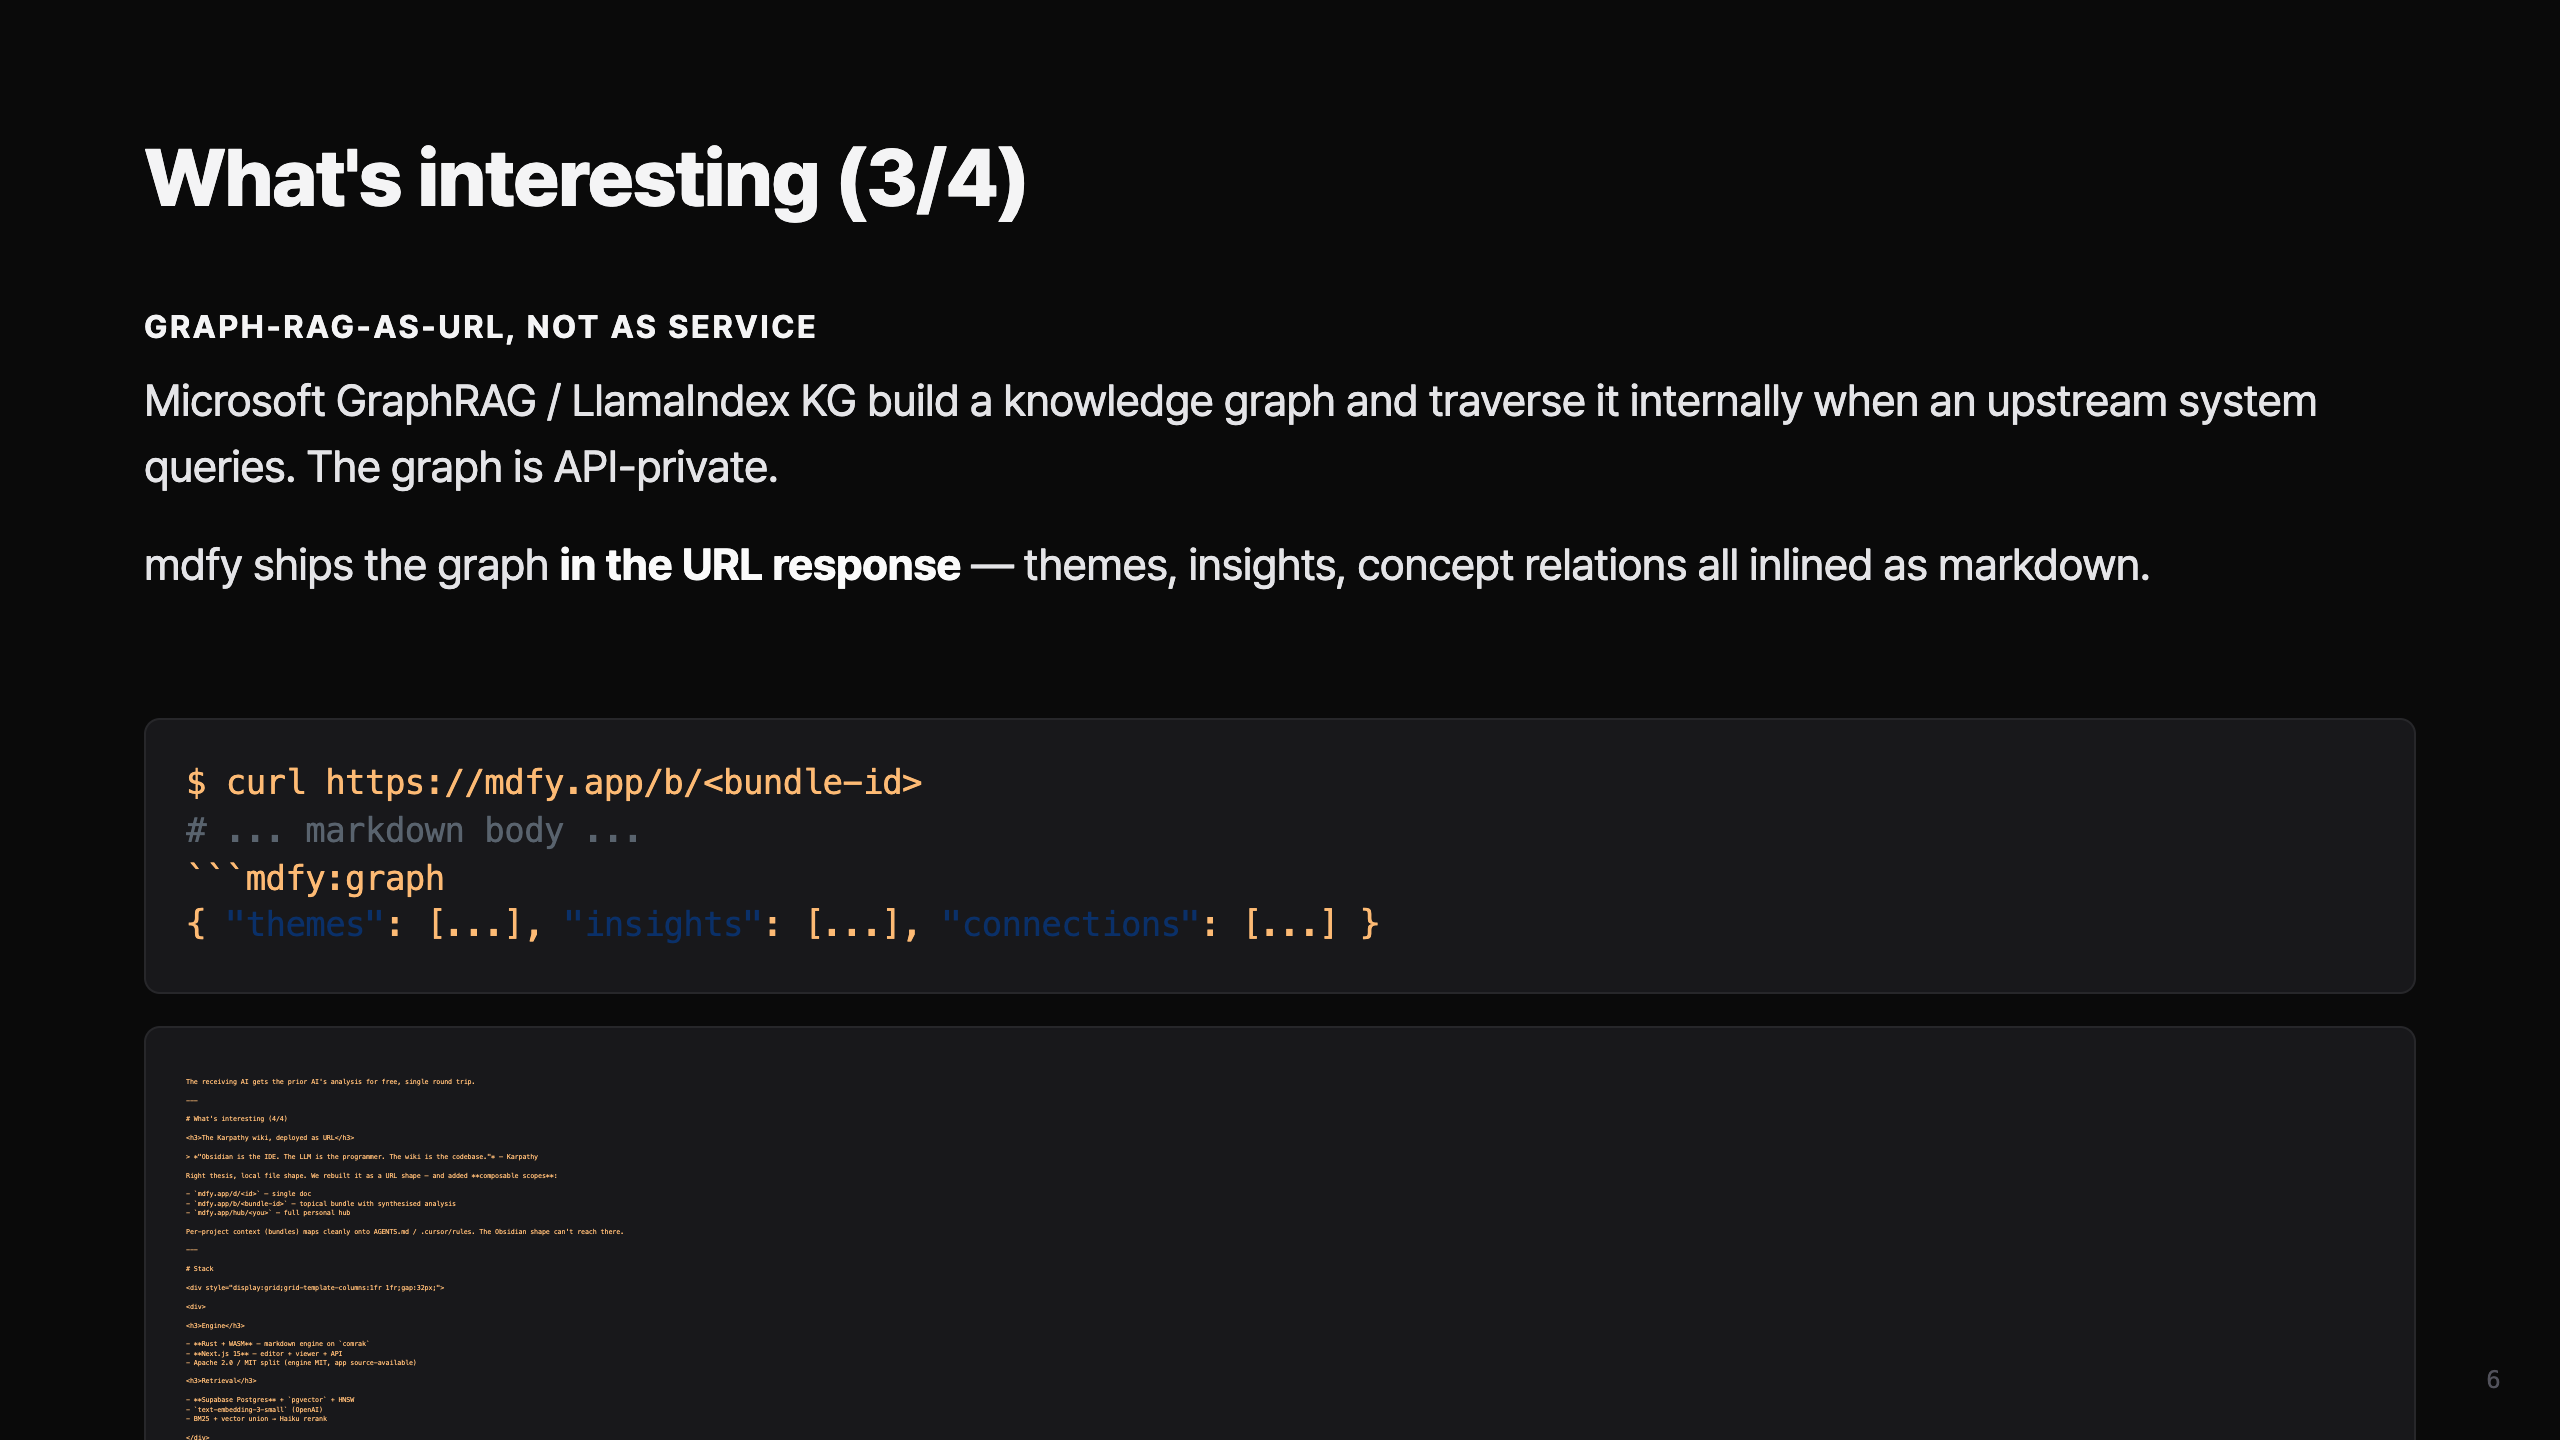 What's interesting (3/4)
GRAPH-RAG-AS-URL, NOT AS SERVICE
Microsoft GraphRAG / LlamaIndex KG build a knowledge graph and traverse it internally when an upstream system
queries. The graph is API-private.
mdfy ships the graph in the URL response — themes, insights, concept relations all inlined as markdown.
$ curl https://mdfy.app/b/<bundle-id>
# ... markdown body ...
```mdfy:graph
{ "themes": [...], "insights": [...], "connections": [...] }
The receiving AI gets the prior AI's analysis for free, single round trip.
---
# What's interesting (4/4)
<h3>The Karpathy wiki, deployed as URL</h3>
> *"Obsidian is the IDE. The LLM is the programmer. The wiki is the codebase."* — Karpathy
Right thesis, local file shape. We rebuilt it as a URL shape — and added **composable scopes**:
- `mdfy.app/d/<id>` — single doc
- `mdfy.app/b/<bundle-id>` — topical bundle with synthesised analysis
- `mdfy.app/hub/<you>` — full personal hub
Per-project context (bundles) maps cleanly onto AGENTS.md / .cursor/rules. The Obsidian shape can't reach there.
---
# Stack
<div style="display:grid;grid-template-columns:1fr 1fr;gap:32px;">
<div>
<h3>Engine</h3>
- **Rust + WASM** — markdown engine on `comrak`
- **Next.js 15** — editor + viewer + API
- Apache 2.0 / MIT split (engine MIT, app source-available)
<h3>Retrieval</h3>
- **Supabase Postgres** + `pgvector` + HNSW
- `text-embedding-3-small` (OpenAI)
- BM25 + vector union → Haiku rerank
</div>
6